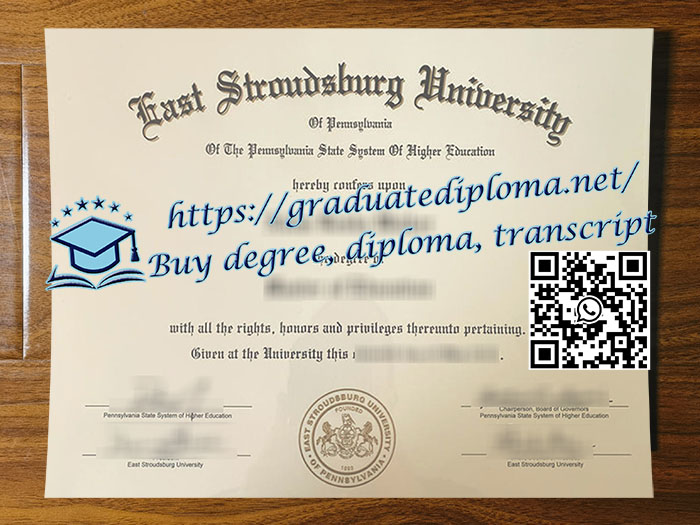 East Stroudsburg University
Of Pennsylvania
Of The Pennsylvania State System Of Higher Education
hereby confers upon
https://graduatediploma.net/
Buy degree, diploma, transcript
the degree of
with all the rights, honors and privileges thereunto pertaining.
Given at the University this
Pennsylvania State System of Higher Education
Chairperson, Board of Governors
Pennsylvania State System of Higher Education
East Stroudsburg University
East Stroudsburg University
EAST STROUDSBURG UNIVERSITY
FOUNDED
1893
OF PENNSYLVANIA